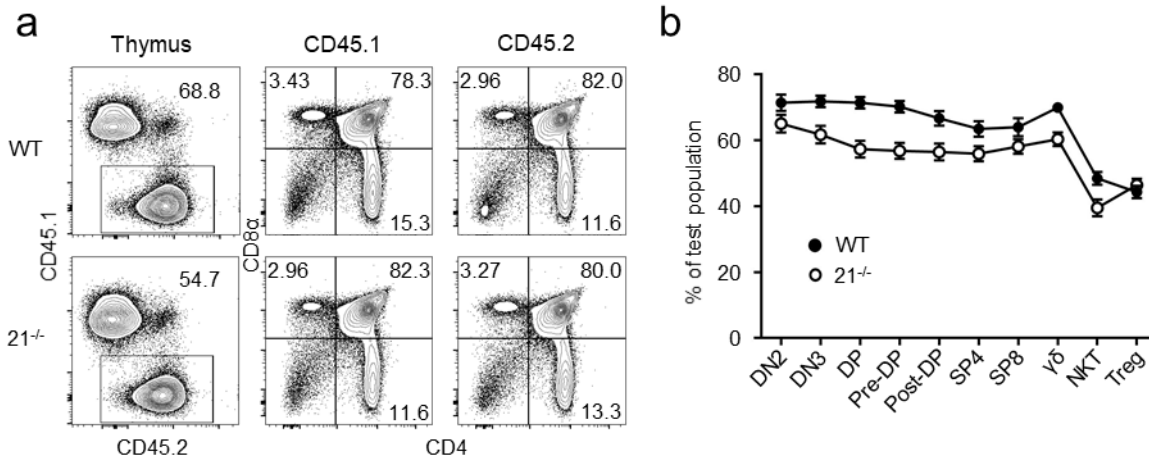 a
Thymus
CD45.1
CD45.2
WT
68.8
3.43
78.3
15.3
2.96
82.0
11.6
CD45.1
CD8α
21-/-
54.7
2.96
82.3
11.6
3.27
80.0
13.3
CD45.2
CD4
b
% of test population
80
60
40
20
0
WT
21-/-
DN2
DN3
DP
Pre-DP
Post-DP
SP4
SP8
γδ
NKT
Treg